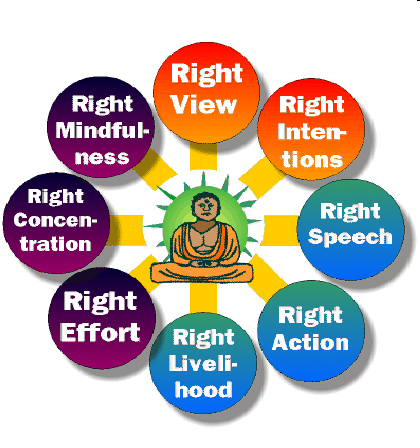 Right
View
Right
Inten-
tions
Right
Speech
Right
Action
Right
Liveli-
hood
Right
Effort
Right
Concen-
tration
Right
Mindful-
ness